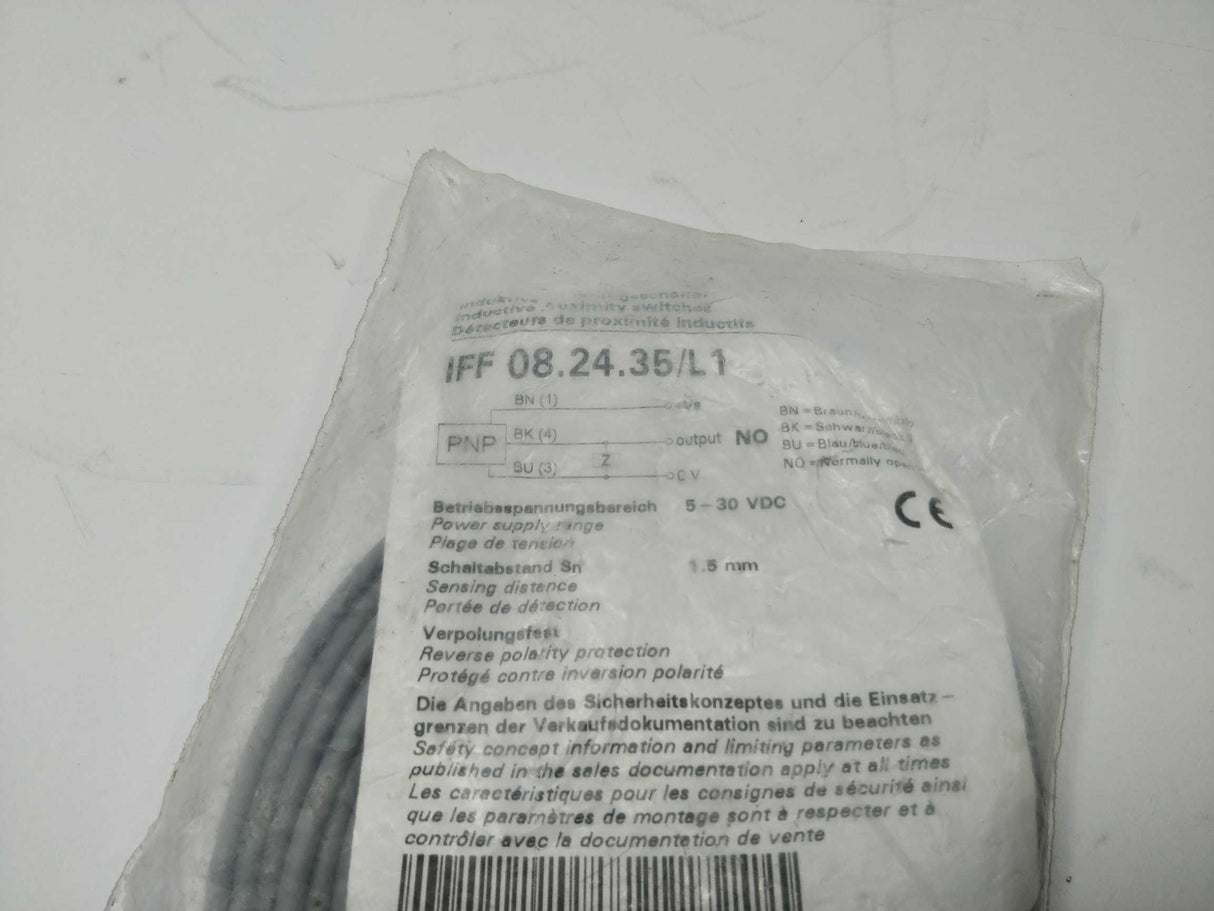 Inductive Proximity switches
Détecteurs de proximité inductifs
IFF 08.24.35/L1
BN (1)
+Vs
BN = Braun
PNP
BK (4)
output
NO
BK = Schwarz/black
BU = Blau/blue/bleu
BU (3)
Z
0 V
NO = Normally open
Betriebsspannungsbereich 5-30 VDC
Power supply range
Plage de tension
CE
Schaltabstand Sn 1.5 mm
Sensing distance
Portée de détection
Verpolungsfest
Reverse polarity protection
Protégé contre inversion polarité
Die Angaben des Sicherheitskonzeptes und die Einsatz-
grenzen der Verkaufsdokumentation sind zu beachten
Safety concept information and limiting parameters as
published in the sales documentation apply at all times
Les caractéristiques pour les consignes de sécurité ainsi
que les paramètres de montage sont à respecter et à
contrôler avec la documentation de vente